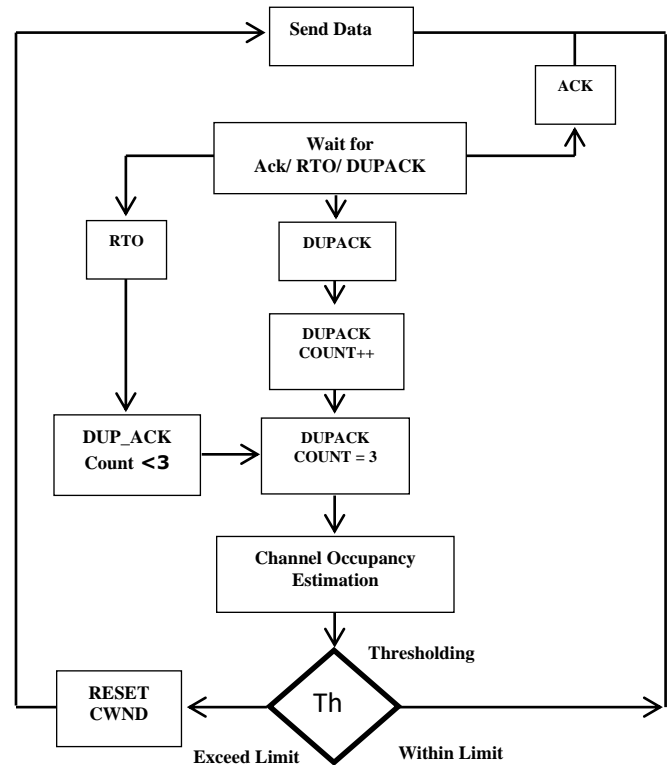 Send Data
ACK
Wait for
Ack/ RTO/ DUPACK
RTO
DUPACK
DUPACK
COUNT++
DUP_ACK
Count <3
DUPACK
COUNT = 3
Channel Occupancy
Estimation
Thresholding
RESET
CWND
Th
Exceed Limit
Within Limit